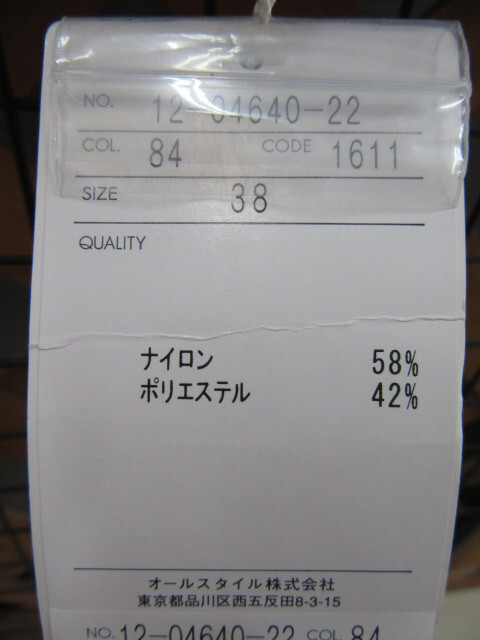 NO. 12-04640-22
COL. 84 CODE 1611
SIZE 38
QUALITY
ナイロン 58%
ポリエステル 42%
オールスタイル株式会社
東京都品川区西五反田8-3-15
NO. 12-04640-22 COL. 84